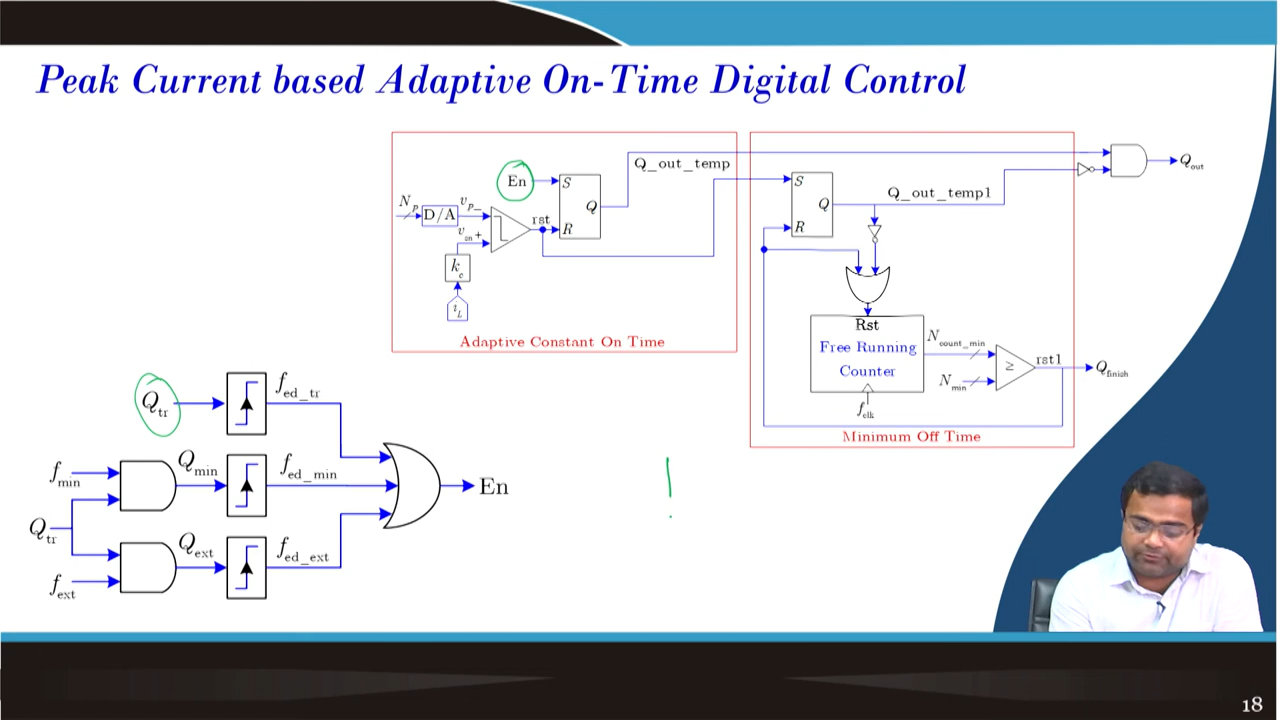 Peak Current based Adaptive On-Time Digital Control
En
S
Q
R
N_P
D/A
v_P_
v_an +
rst
k_c
i_L
Q_out_temp
Adaptive Constant On Time
S
Q
R
Q_out_temp1
Q_out
Rst
Free Running
Counter
f_clk
N_count_min
N_min
≥
rst1
Q_finish
Minimum Off Time
Q_tr
f_ed_tr
f_min
Q_min
f_ed_min
En
Q_tr
Q_ext
f_ed_ext
f_ext
18